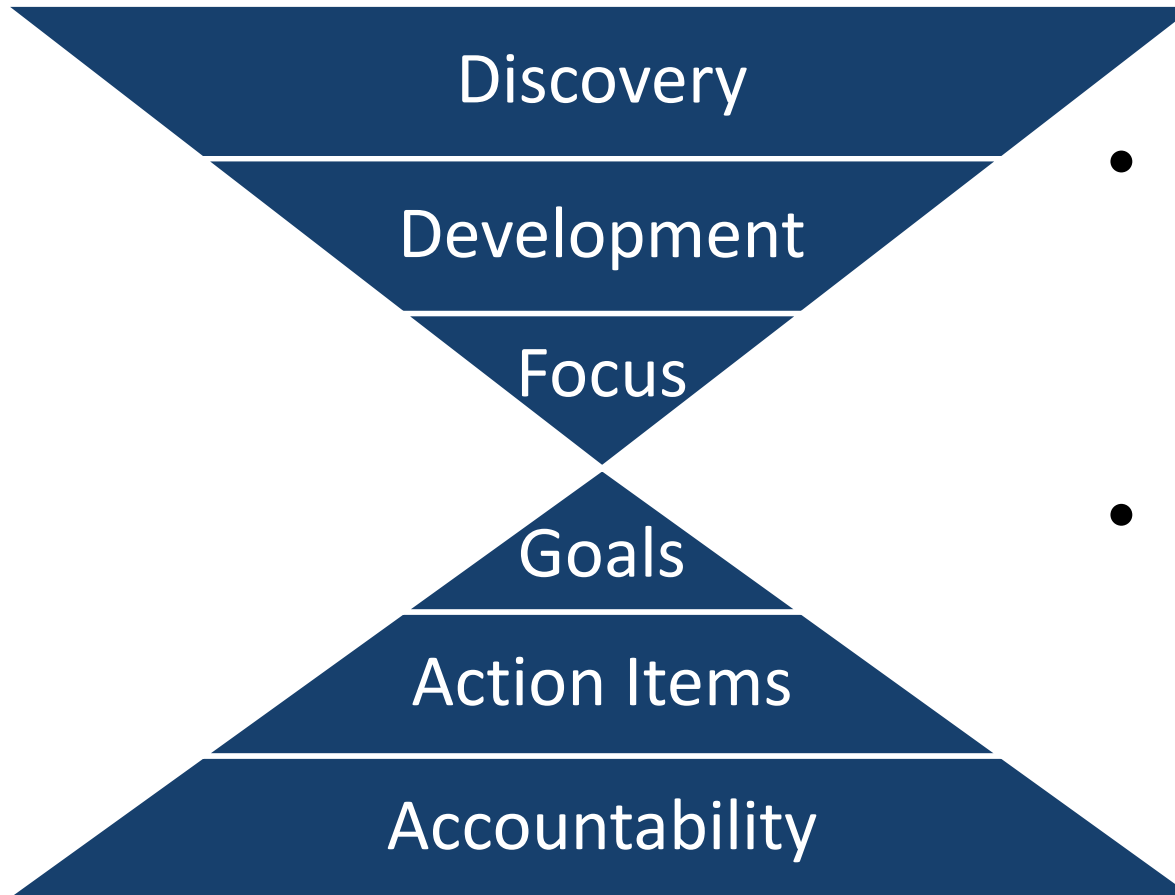 Discovery
Development
Focus
Goals
Action Items
Accountability